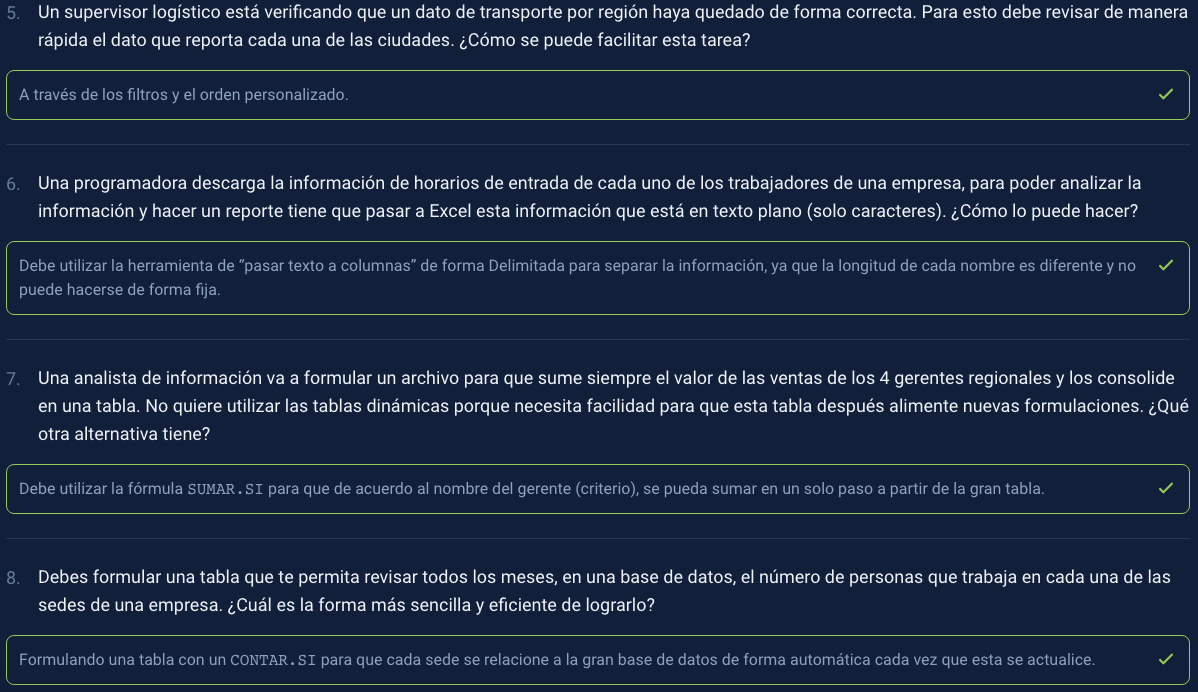 5. Un supervisor logístico está verificando que un dato de transporte por región haya quedado de forma correcta. Para esto debe revisar de manera
rápida el dato que reporta cada una de las ciudades. ¿Cómo se puede facilitar esta tarea?
A través de los filtros y el orden personalizado.
6. Una programadora descarga la información de horarios de entrada de cada uno de los trabajadores de una empresa, para poder analizar la
información y hacer un reporte tiene que pasar a Excel esta información que está en texto plano (solo caracteres). ¿Cómo lo puede hacer?
Debe utilizar la herramienta de “pasar texto a columnas” de forma Delimitada para separar la información, ya que la longitud de cada nombre es diferente y no
puede hacerse de forma fija.
7. Una analista de información va a formular un archivo para que sume siempre el valor de las ventas de los 4 gerentes regionales y los consolide
en una tabla. No quiere utilizar las tablas dinámicas porque necesita facilidad para que esta tabla después alimente nuevas formulaciones. ¿Qué
otra alternativa tiene?
Debe utilizar la fórmula SUMAR.SI para que de acuerdo al nombre del gerente (criterio), se pueda sumar en un solo paso a partir de la gran tabla.
8. Debes formular una tabla que te permita revisar todos los meses, en una base de datos, el número de personas que trabaja en cada una de las
sedes de una empresa. ¿Cuál es la forma más sencilla y eficiente de lograrlo?
Formulando una tabla con un CONTAR.SI para que cada sede se relacione a la gran base de datos de forma automática cada vez que esta se actualice.